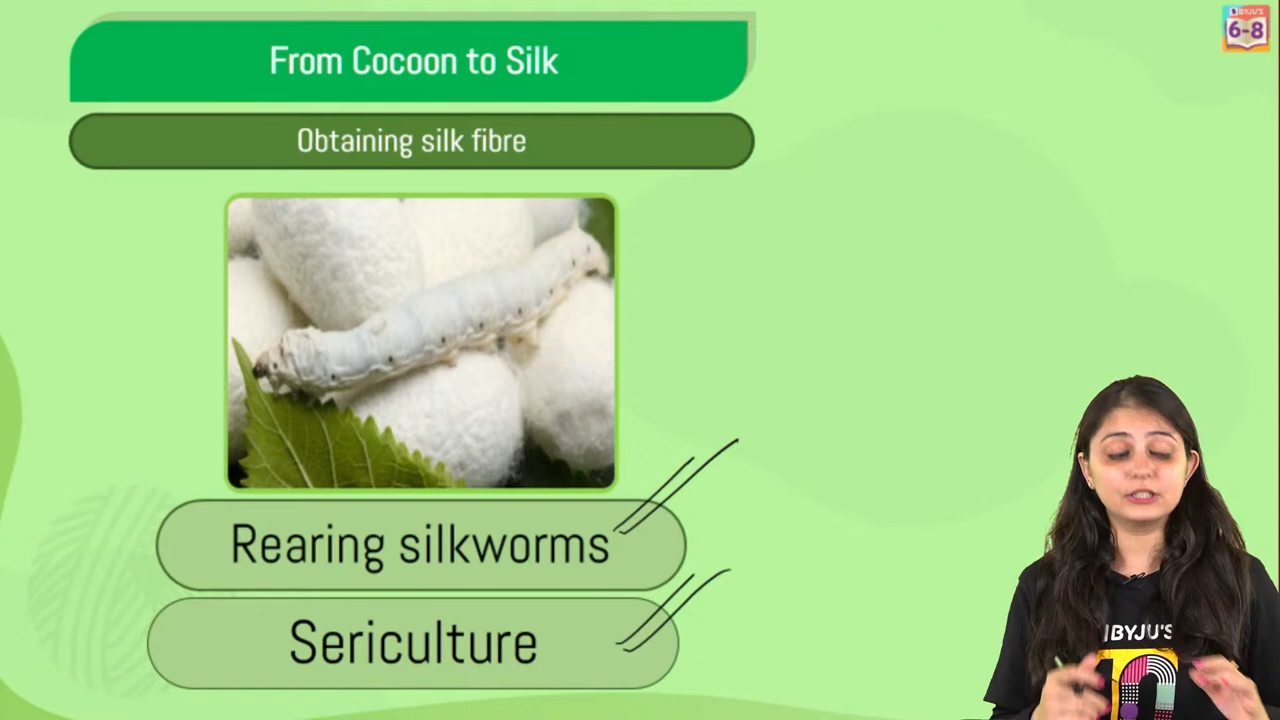 From Cocoon to Silk
BYJU'S
6-8
Obtaining silk fibre
Rearing silkworms
Sericulture
BYJU'S